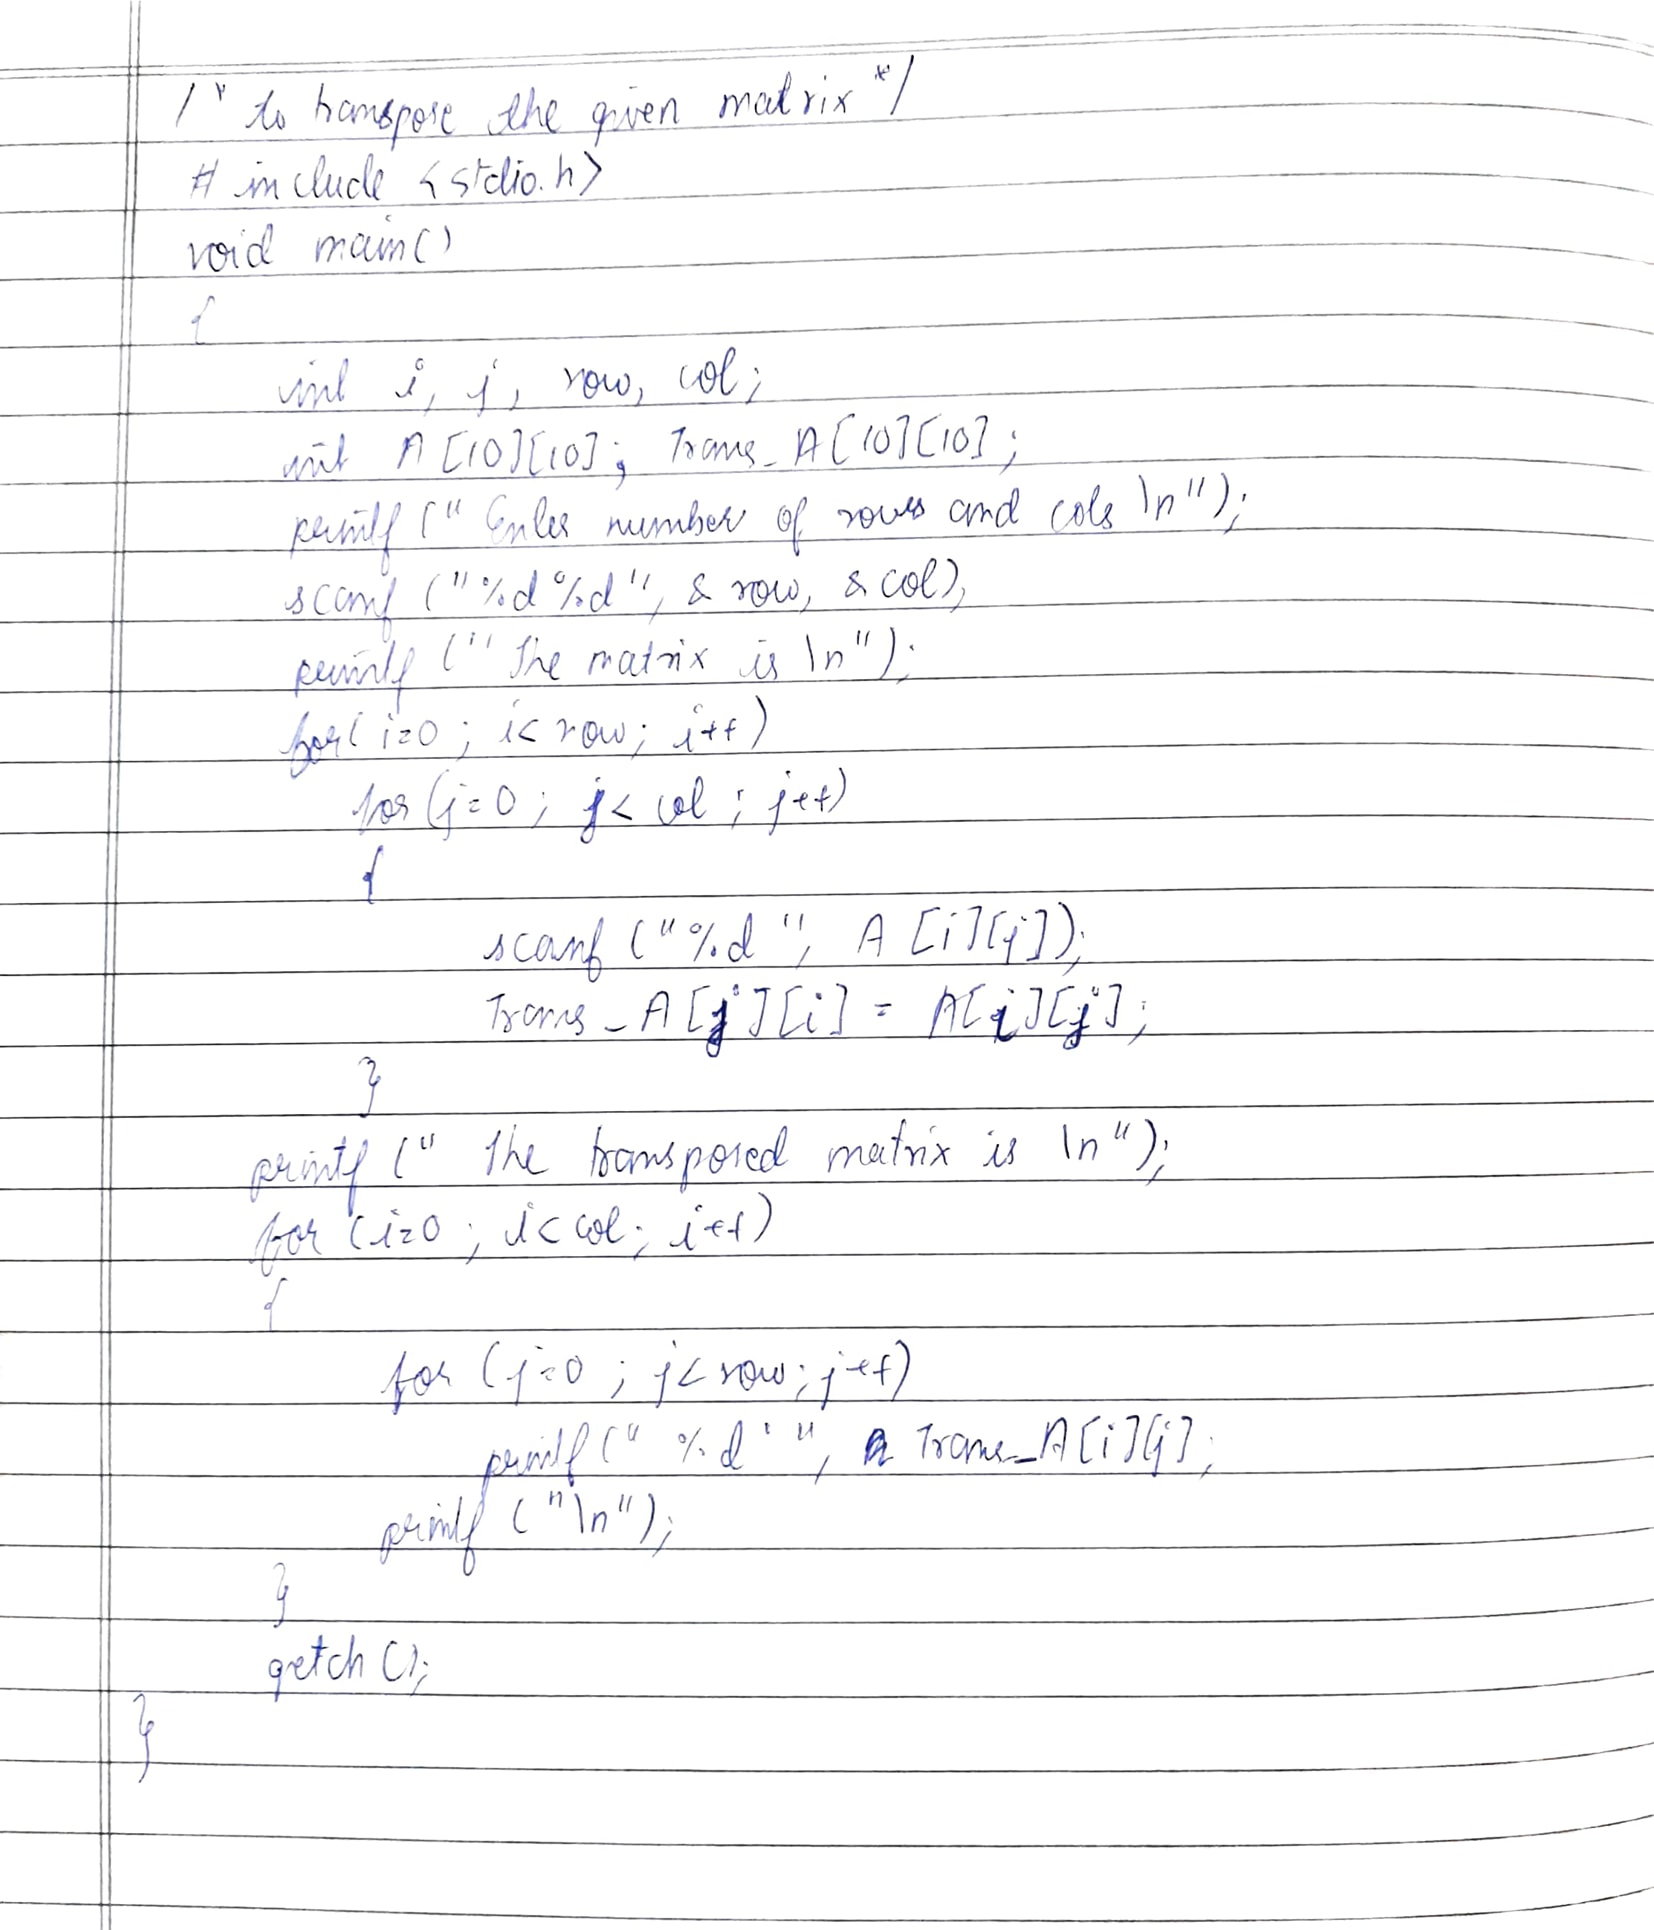 /* to transpose the given matrix */
# include <stdio.h>
void main()
{
int i, j, row, col;
int A[10][10]; Trans_A[10][10];
printf (" Enter number of rows and cols \n");
scanf ("%d %d", & row, & col);
printf (" The matrix is \n");
for( i=0 ; i< row; i++)
for (j=0 ; j< col ; j++)
{
scanf ("%d ", A [i][j]);
Trans_A[j][i] = A[i][j];
}
printf (" The transposed matrix is \n");
for (i=0 ; i< col; i++)
{
for (j=0 ; j< row; j++)
printf (" %d ' ", Trans_A[i][j];
printf ("\n");
}
getch ();
}